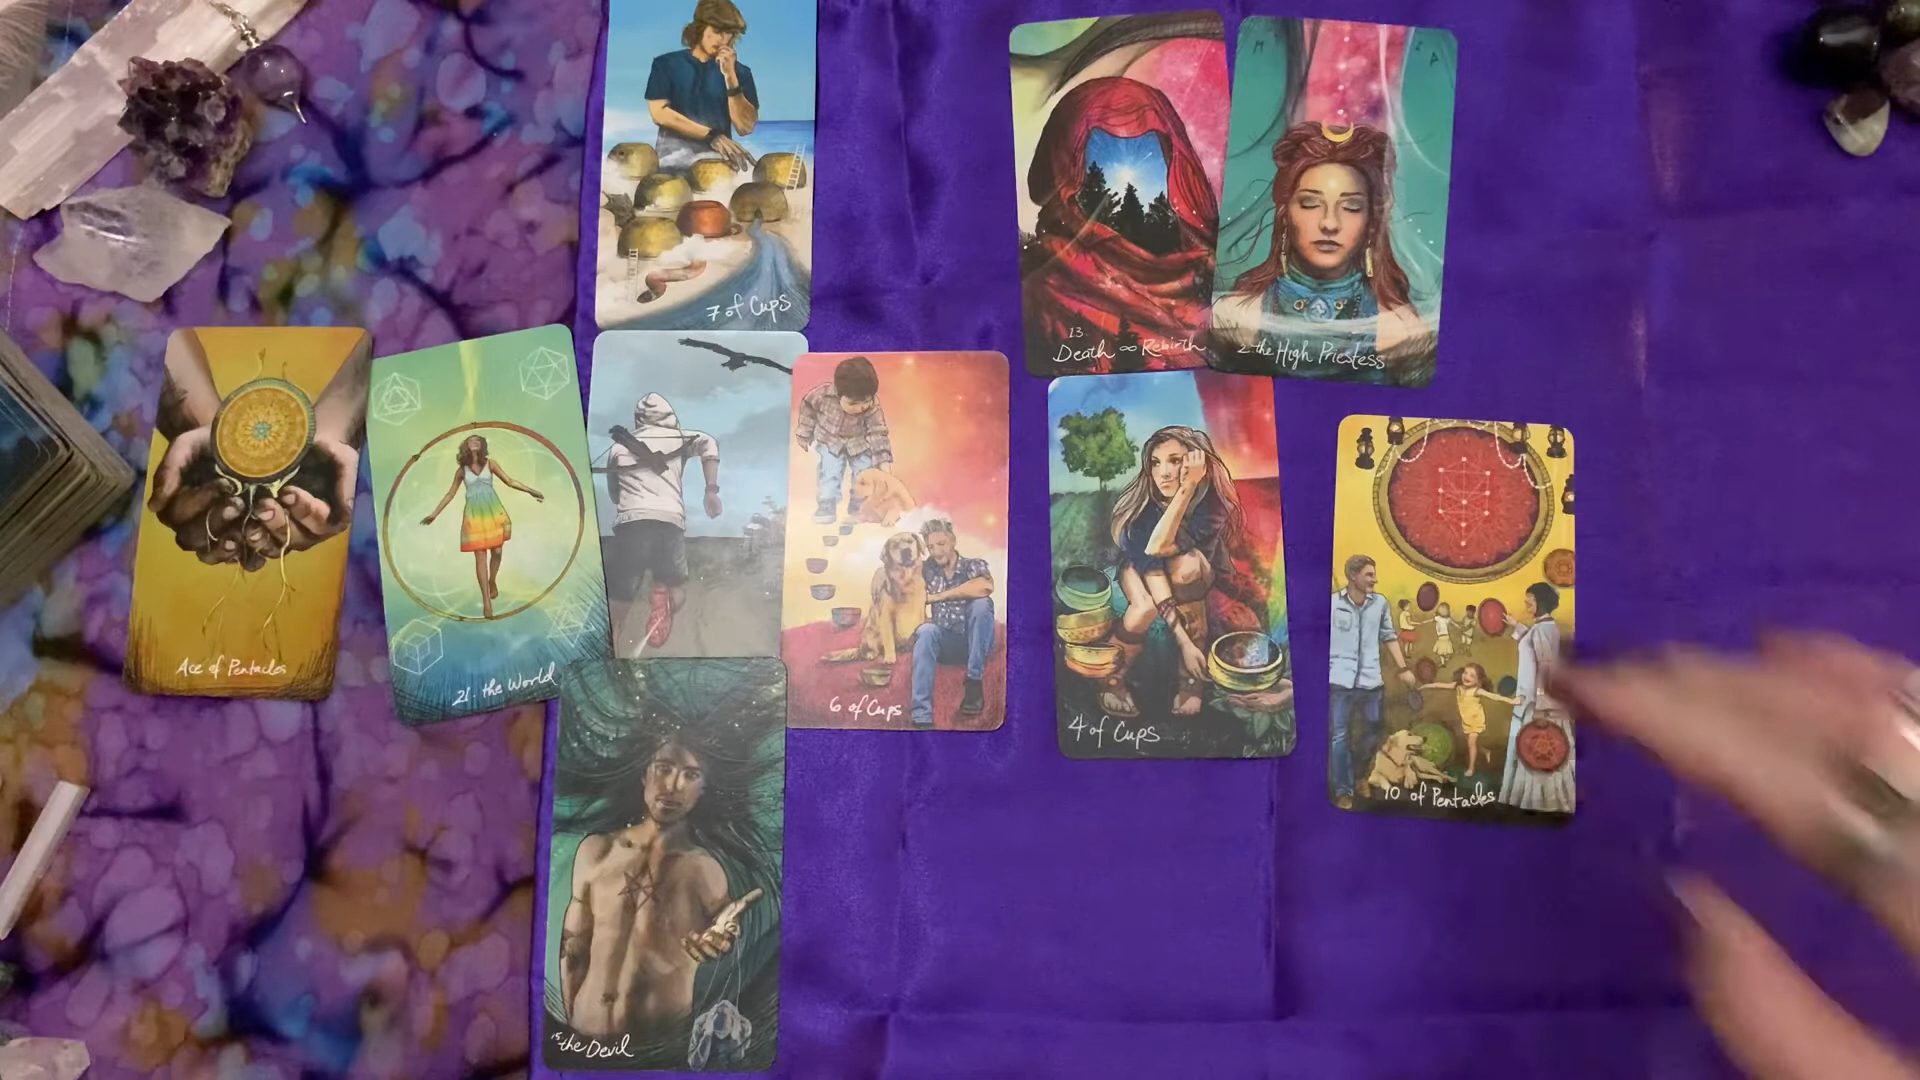 7 of Cups
13
Death ∞ Rebirth
2 the High Priestess
Ace of Pentacles
21. the World
6 of Cups
4 of Cups
10 of Pentacles
15 the Devil